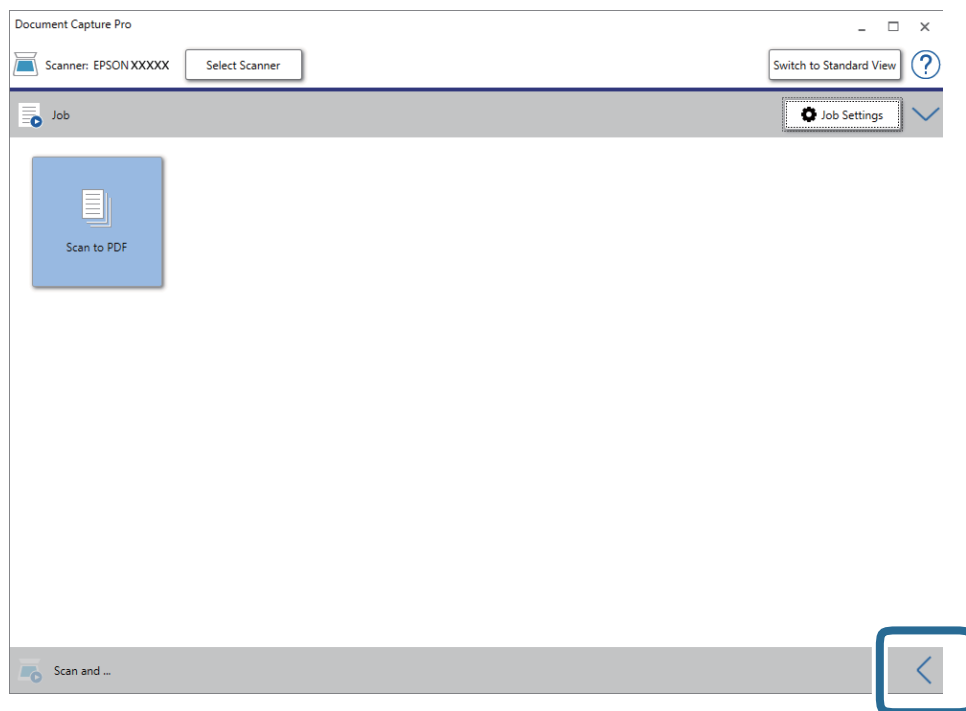 Document Capture Pro
Scanner: EPSON XXXXX
Select Scanner
Switch to Standard View
?
Job
Job Settings
Scan to PDF
Scan and ...